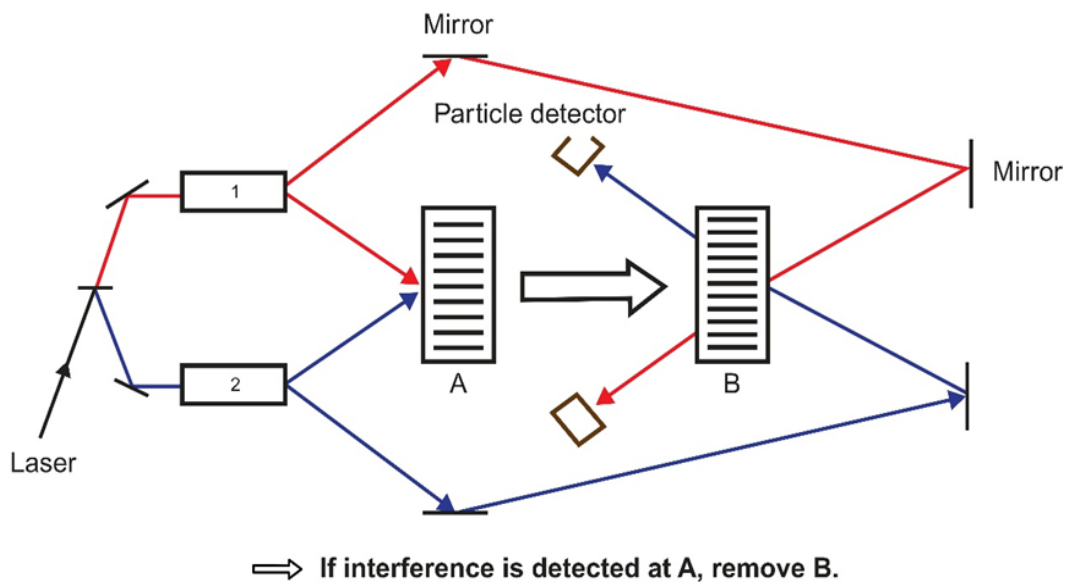 Mirror
Particle detector
Mirror
1
A
B
2
Laser
If interference is detected at A, remove B.